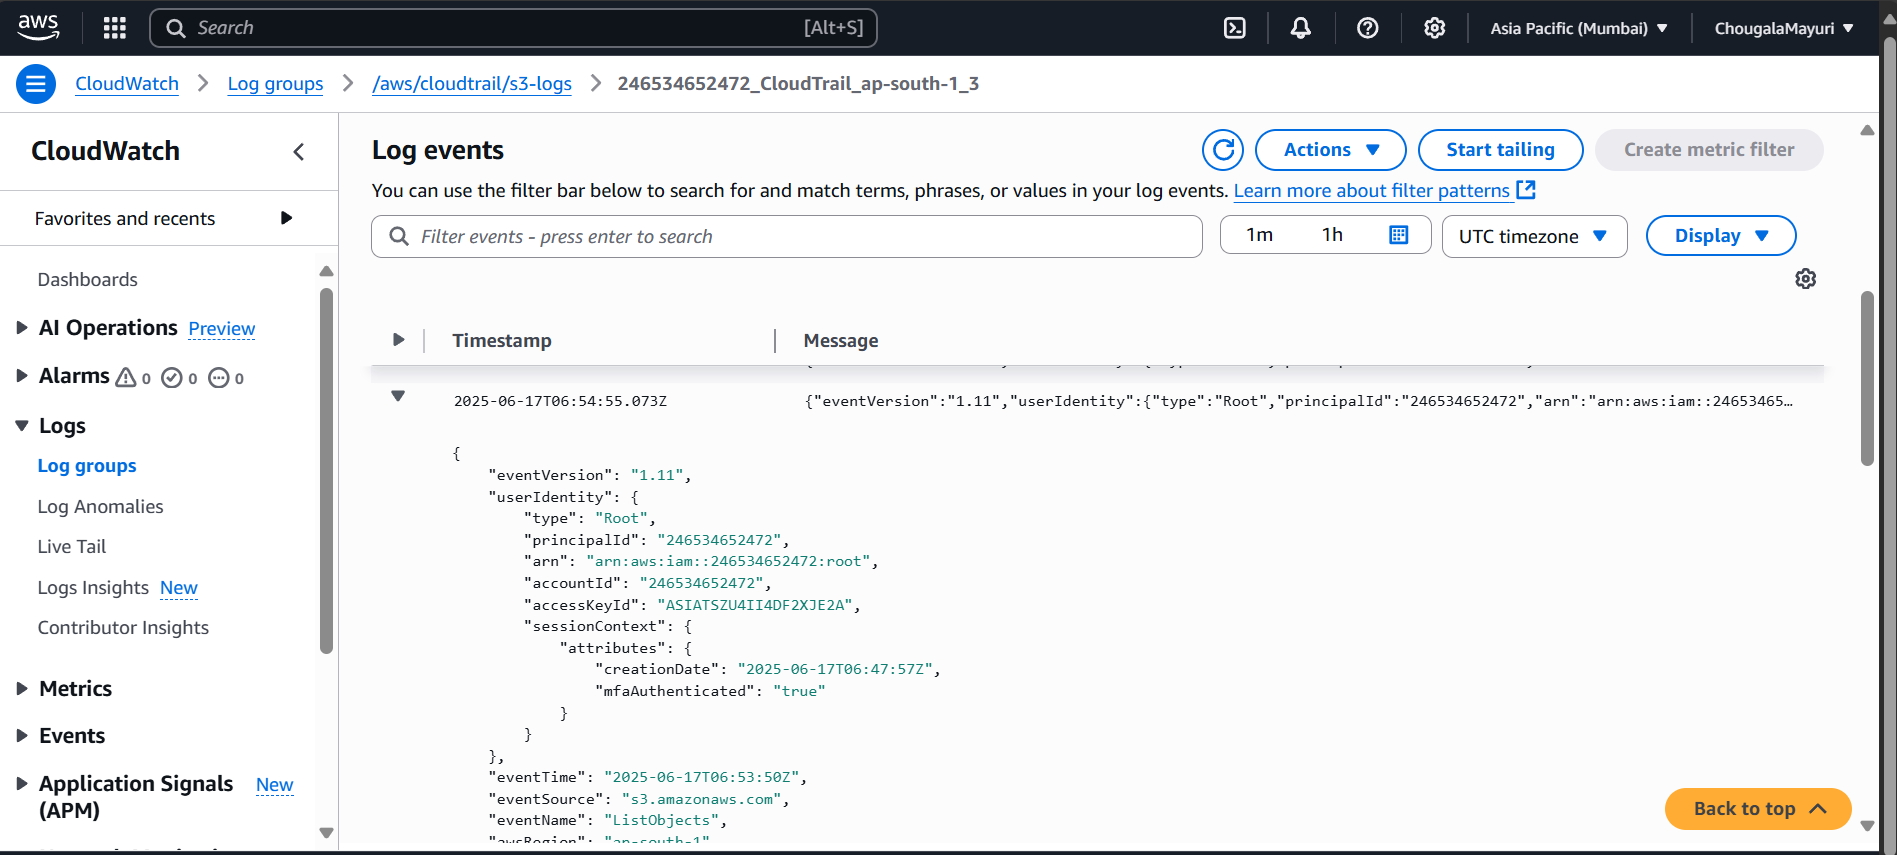 aws
Search [Alt+S]
Asia Pacific (Mumbai)
ChougalaMayuri
CloudWatch
Log groups
/aws/cloudtrail/s3-logs
246534652472_CloudTrail_ap-south-1_3
CloudWatch
Favorites and recents
Dashboards
AI Operations Preview
Alarms 0 0 0
Logs
Log groups
Log Anomalies
Live Tail
Logs Insights New
Contributor Insights
Metrics
Events
Application Signals New
(APM)
Log events
Actions
Start tailing
Create metric filter
You can use the filter bar below to search for and match terms, phrases, or values in your log events. Learn more about filter patterns
Filter events - press enter to search
1m 1h
UTC timezone
Display
Timestamp Message
2025-06-17T06:54:55.073Z {"eventVersion":"1.11","userIdentity":{"type":"Root","principalId":"246534652472","arn":"arn:aws:iam::24653465…
{
"eventVersion": "1.11",
"userIdentity": {
"type": "Root",
"principalId": "246534652472",
"arn": "arn:aws:iam::246534652472:root",
"accountId": "246534652472",
"accessKeyId": "ASIATSZU4II4DF2XJE2A",
"sessionContext": {
"attributes": {
"creationDate": "2025-06-17T06:47:57Z",
"mfaAuthenticated": "true"
}
}
},
"eventTime": "2025-06-17T06:53:50Z",
"eventSource": "s3.amazonaws.com",
"eventName": "ListObjects",
"awsRegion": "ap-south-1"
Back to top